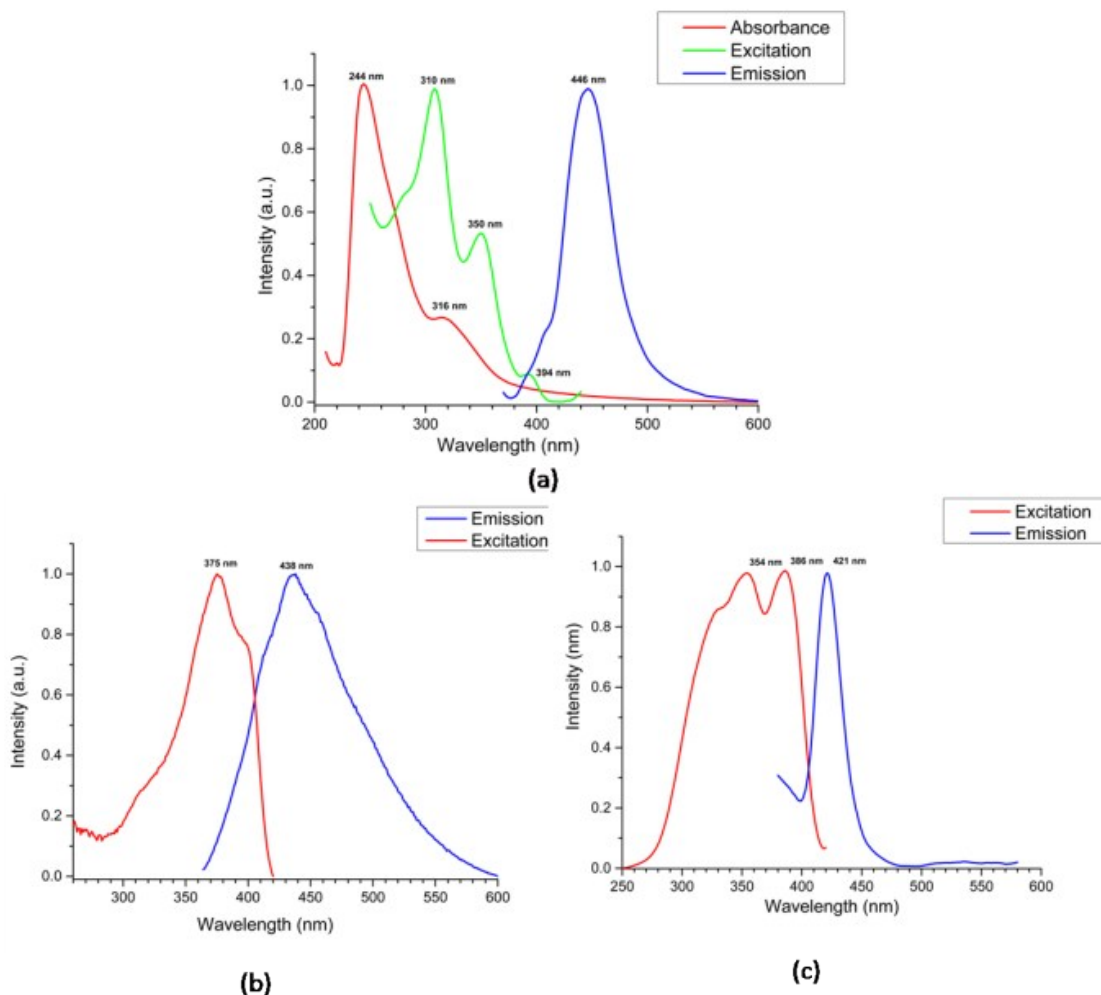 Absorbance
Excitation
Emission
244 nm
310 nm
446 nm
1.0
0.8
0.6
350 nm
0.4
316 nm
0.2
394 nm
0.0
200 300 400 500 600
Intensity (a.u.)
Wavelength (nm)
(a)
Emission
Excitation
375 nm
438 nm
1.0
0.8
0.6
0.4
0.2
0.0
300 350 400 450 500 550 600
Intensity (a.u.)
Wavelength (nm)
(b)
Excitation
Emission
354 nm
386 nm
421 nm
1.0
0.8
0.6
0.4
0.2
0.0
250 300 350 400 450 500 550 600
Intensity (nm)
Wavelength (nm)
(c)